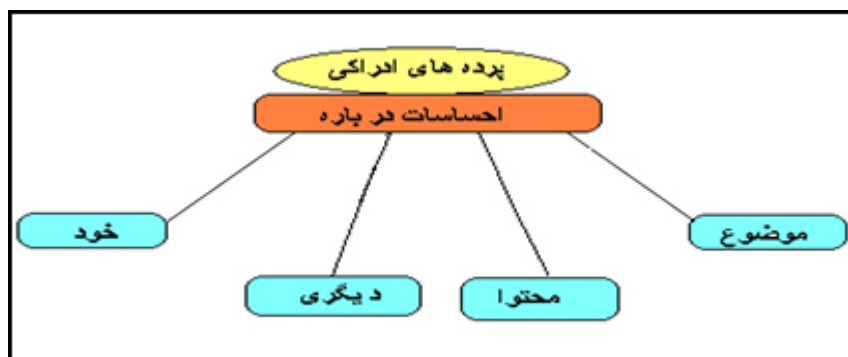 پرده های ادراکی
احساسات در باره
موضوع
خود
محتوا
دیگری